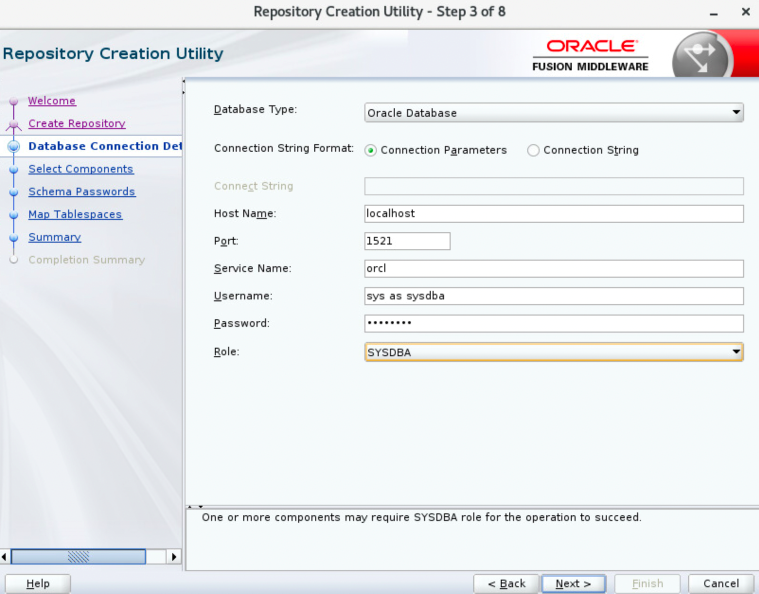 Repository Creation Utility - Step 3 of 8
Repository Creation Utility
ORACLE
FUSION MIDDLEWARE
Welcome
Create Repository
Database Connection Det
Select Components
Schema Passwords
Map Tablespaces
Summary
Completion Summary
Database Type: Oracle Database
Connection String Format: Connection Parameters Connection String
Connect String
Host Name: localhost
Port: 1521
Service Name: orcl
Username: sys as sysdba
Password: ••••••••
Role: SYSDBA
One or more components may require SYSDBA role for the operation to succeed.
Help < Back Next > Finish Cancel